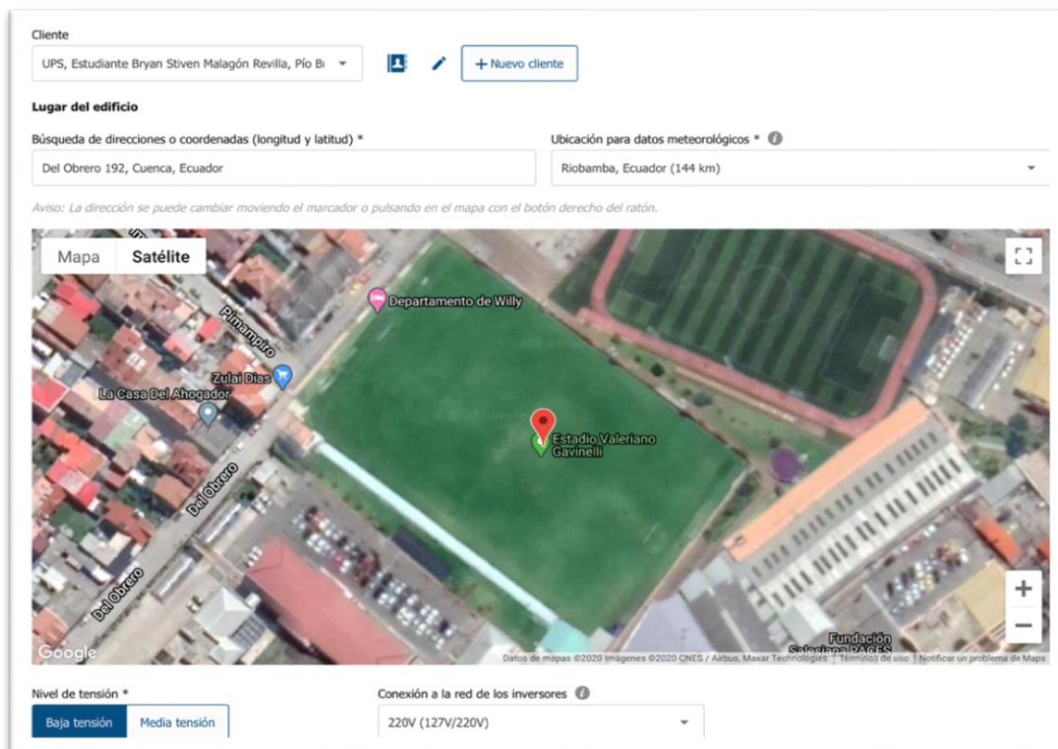 Cliente
UPS, Estudiante Bryan Stiven Malagón Revilla, Pío B
+ Nuevo cliente
Lugar del edificio
Búsqueda de direcciones o coordenadas (longitud y latitud) *
Ubicación para datos meteorológicos *
Del Obrero 192, Cuenca, Ecuador
Riobamba, Ecuador (144 km)
Aviso: La dirección se puede cambiar moviendo el marcador o pulsando en el mapa con el botón derecho del ratón.
Mapa
Satélite
Departamento de Willy
Pimampiro
Zulai Dias
La Casa Del Ahogador
Estadio Valeriano
Gavinelli
Del Obrero
Del Obrero
Fundación
Salesiana PACES
Google
Datos de mapas ©2020 Imágenes ©2020 CNES / Airbus, Maxar Technologies
Términos de uso
Notificar un problema de Maps
Nivel de tensión *
Conexión a la red de los inversores
Baja tensión
Media tensión
220V (127V/220V)